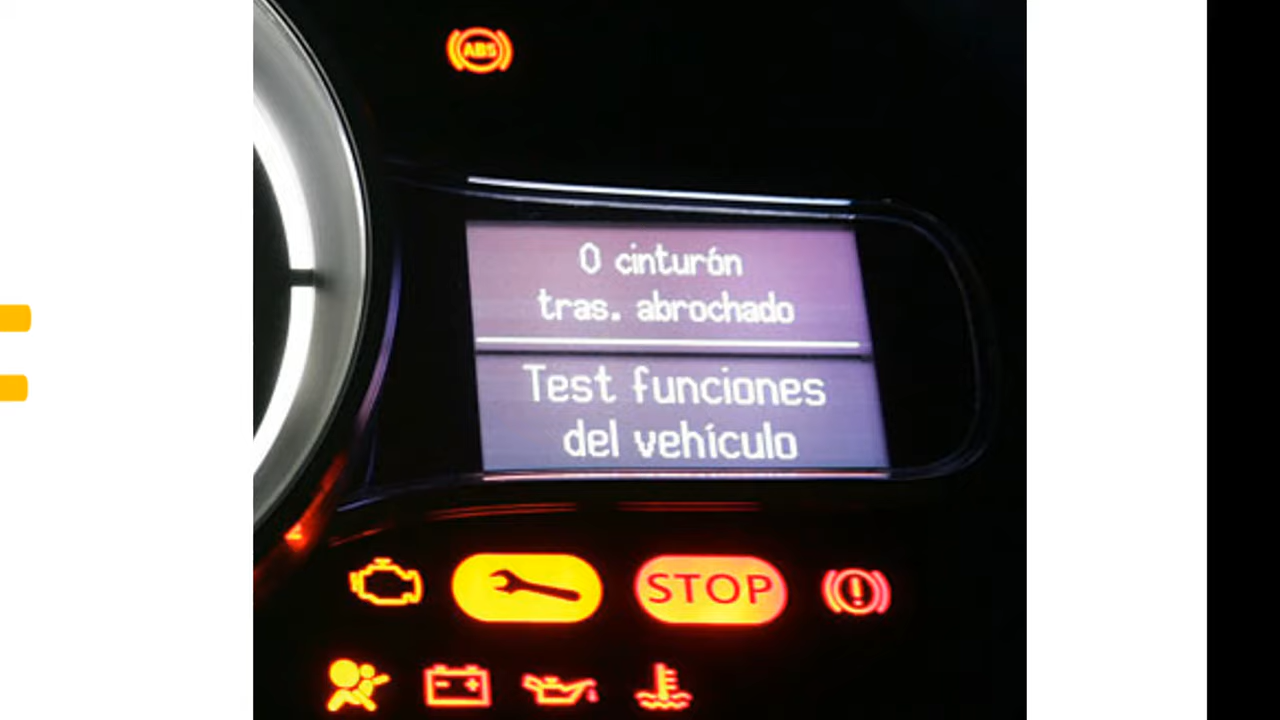 ABS
0 cinturón
tras. abrochado
Test funciones
del vehículo
STOP